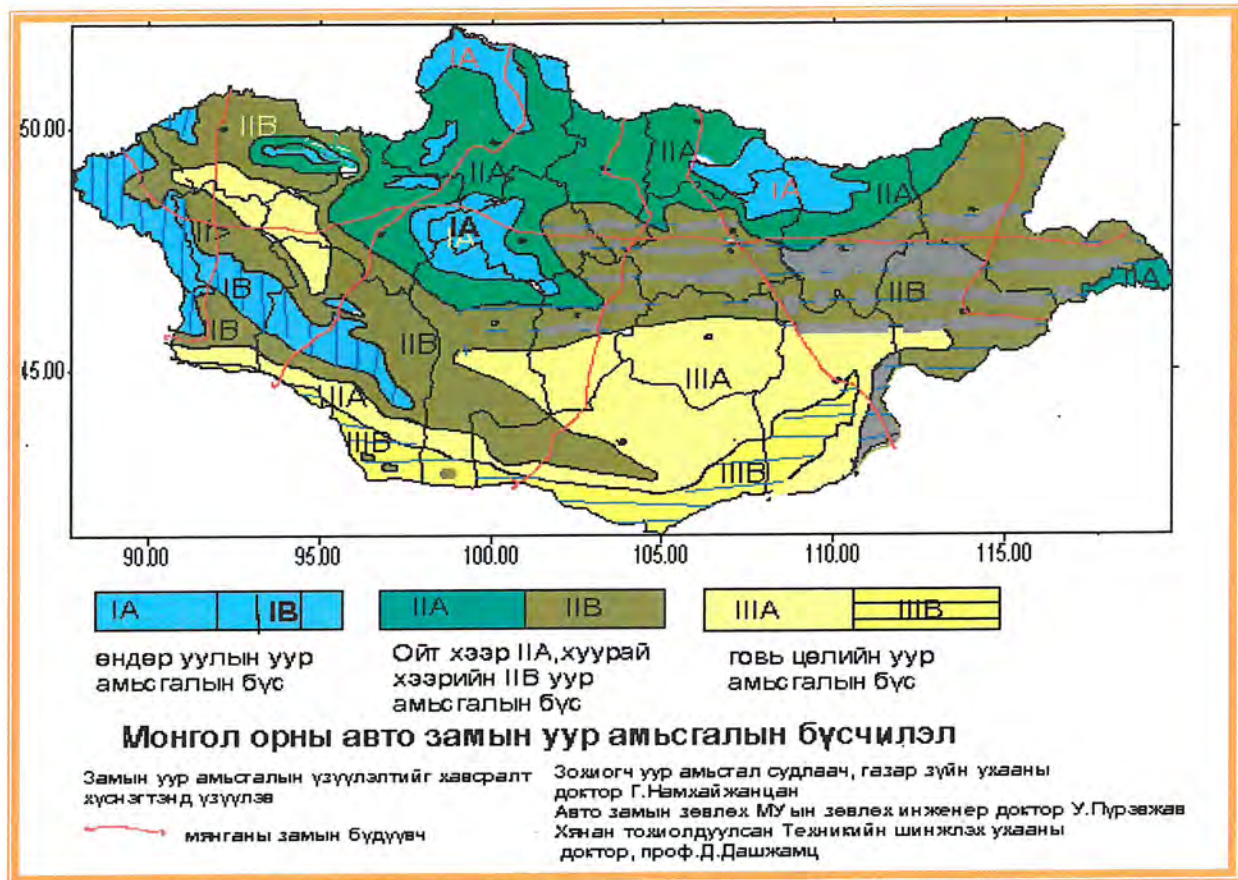 IA
IIB
50.00
IIA
IIA
IA
IIA
IA
IA
IB
IIB
IIA
IIB
IIB
45.00
IIIA
IIA
IIIB
IIIB
90.00 95.00 100.00 105.00 110.00 115.00
IA IB IIA IIB IIIA IIIB
өндөр уулын уур
амьсгалын бүс
Ойт хээр IIA,хуурай
хээрийн IIB уур
амьсгалын бүс
говь цөлийн уур
амьсгалын бүс
Монгол орны авто замын уур амьсгалын бүсчилэл
Замын уур амьсгалын үзүүлэлтийг хавсралт
хүснэгтэнд үзүүлэв
мянганы замын бүдүүвч
Зохиогч уур амьстал судлаач, газар зүйн ухааны
доктор Г.Намхайжанцан
Авто замын зөвлөх МУын зөвлөх инженер доктор У.Пүрэвжав
Хянан тохиолдуулсан Техникийн шинжлэх ухааны
доктор, проф.Д.Дашжамц